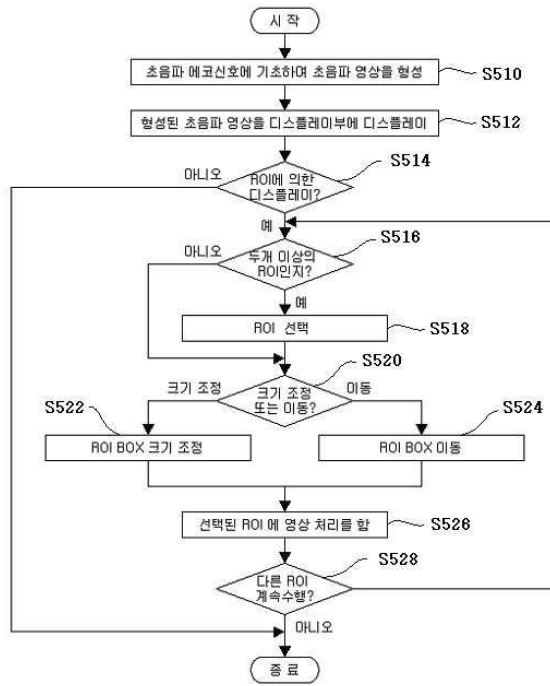 시 작
초음파 에코신호에 기초하며 초음파 영상을 형성
S510
형성된 초음파 영상을 디스플레이부에 디스플레이
S512
S514
아니오
ROI에 의한
디스플레이?
예
S516
아니오
두개 이상의
ROI인지?
예
ROI 선택
S518
S520
크기 조정
크기 조정
또는 이동?
이동
S522
S524
ROI BOX 크기 조정
ROI BOX 이동
선택된 ROI 에 영상 처리를 함
S526
S528
다른 ROI
계속수행?
아니오
종 료